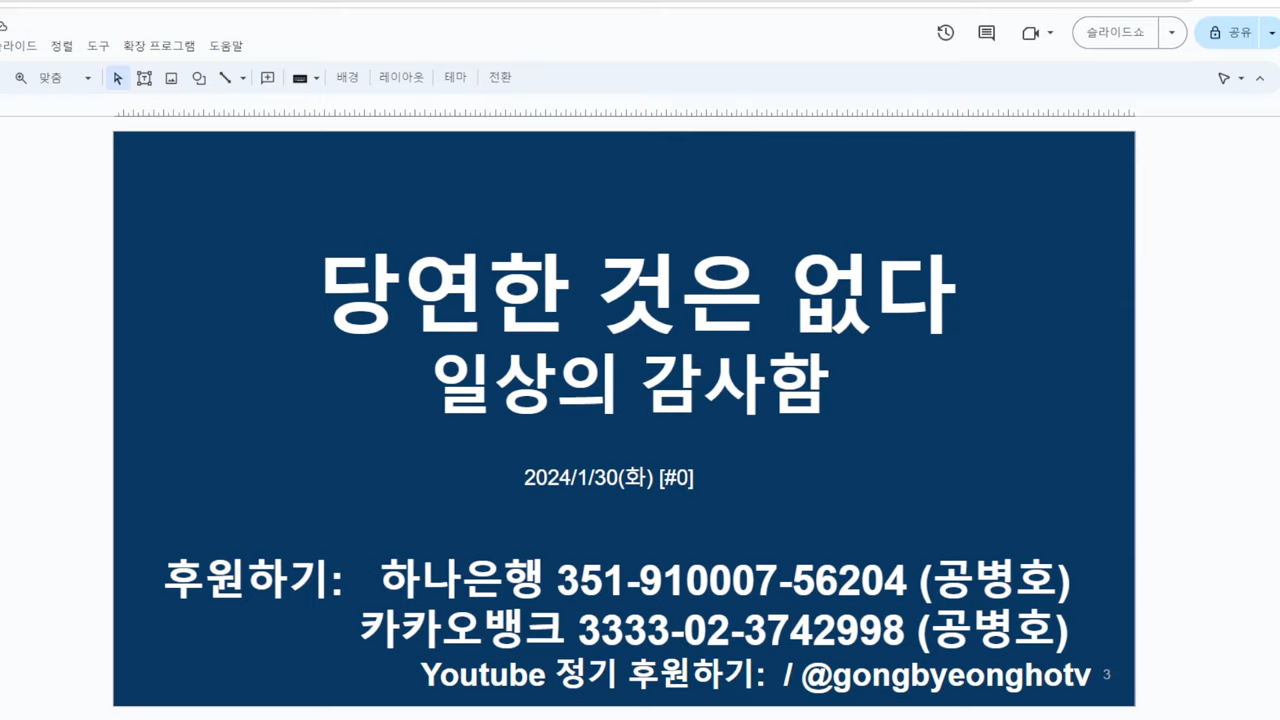 슬라이드 정렬 도구 확장 프로그램 도움말
슬라이드쇼
공유
맞춤
배경 레이아웃 테마 전환
당연한 것은 없다
일상의 감사함
2024/1/30(화) [#0]
후원하기: 하나은행 351-910007-56204 (공병호)
카카오뱅크 3333-02-3742998 (공병호)
Youtube 정기 후원하기: / @gongbyeonghotv
3